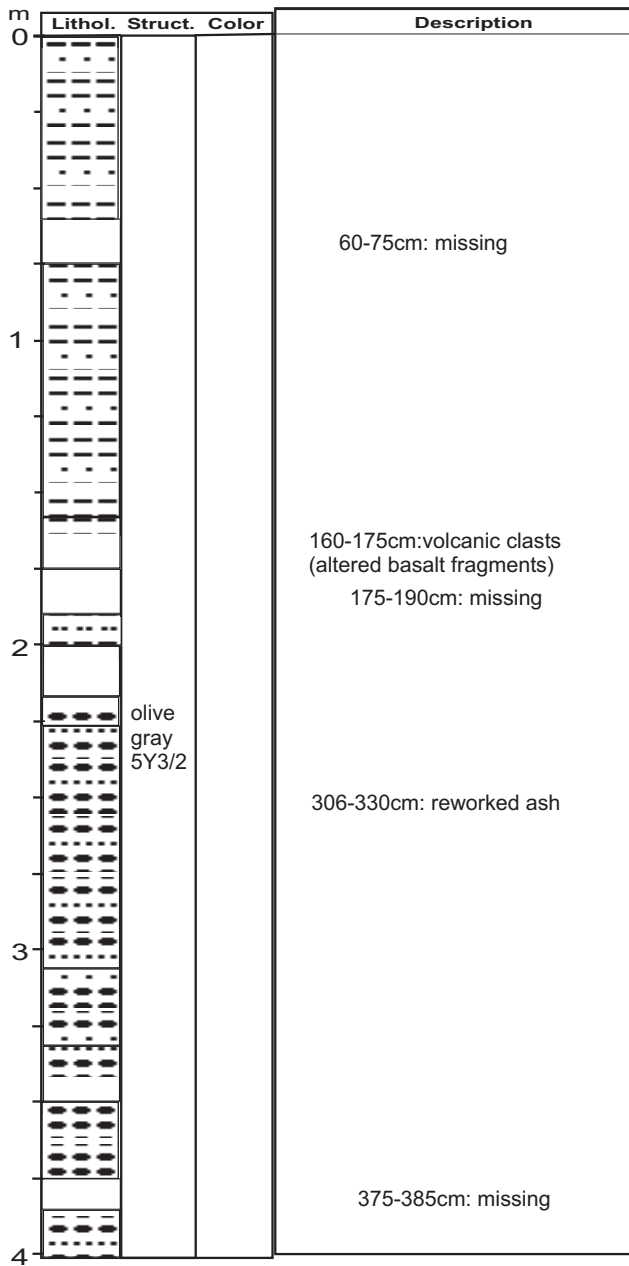 m
Lithol. Struct. Color Description
0
60-75cm: missing
1
160-175cm:volcanic clasts
(altered basalt fragments)
175-190cm: missing
2
olive
gray
5Y3/2
306-330cm: reworked ash
3
375-385cm: missing
4